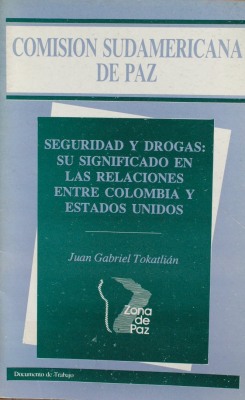 COMISION SUDAMERICANA
DE PAZ
SEGURIDAD Y DROGAS:
SU SIGNIFICADO EN
LAS RELACIONES
ENTRE COLOMBIA Y
ESTADOS UNIDOS
Juan Gabriel Tokatlián
Zona
de
Paz
Documento de Trabajo